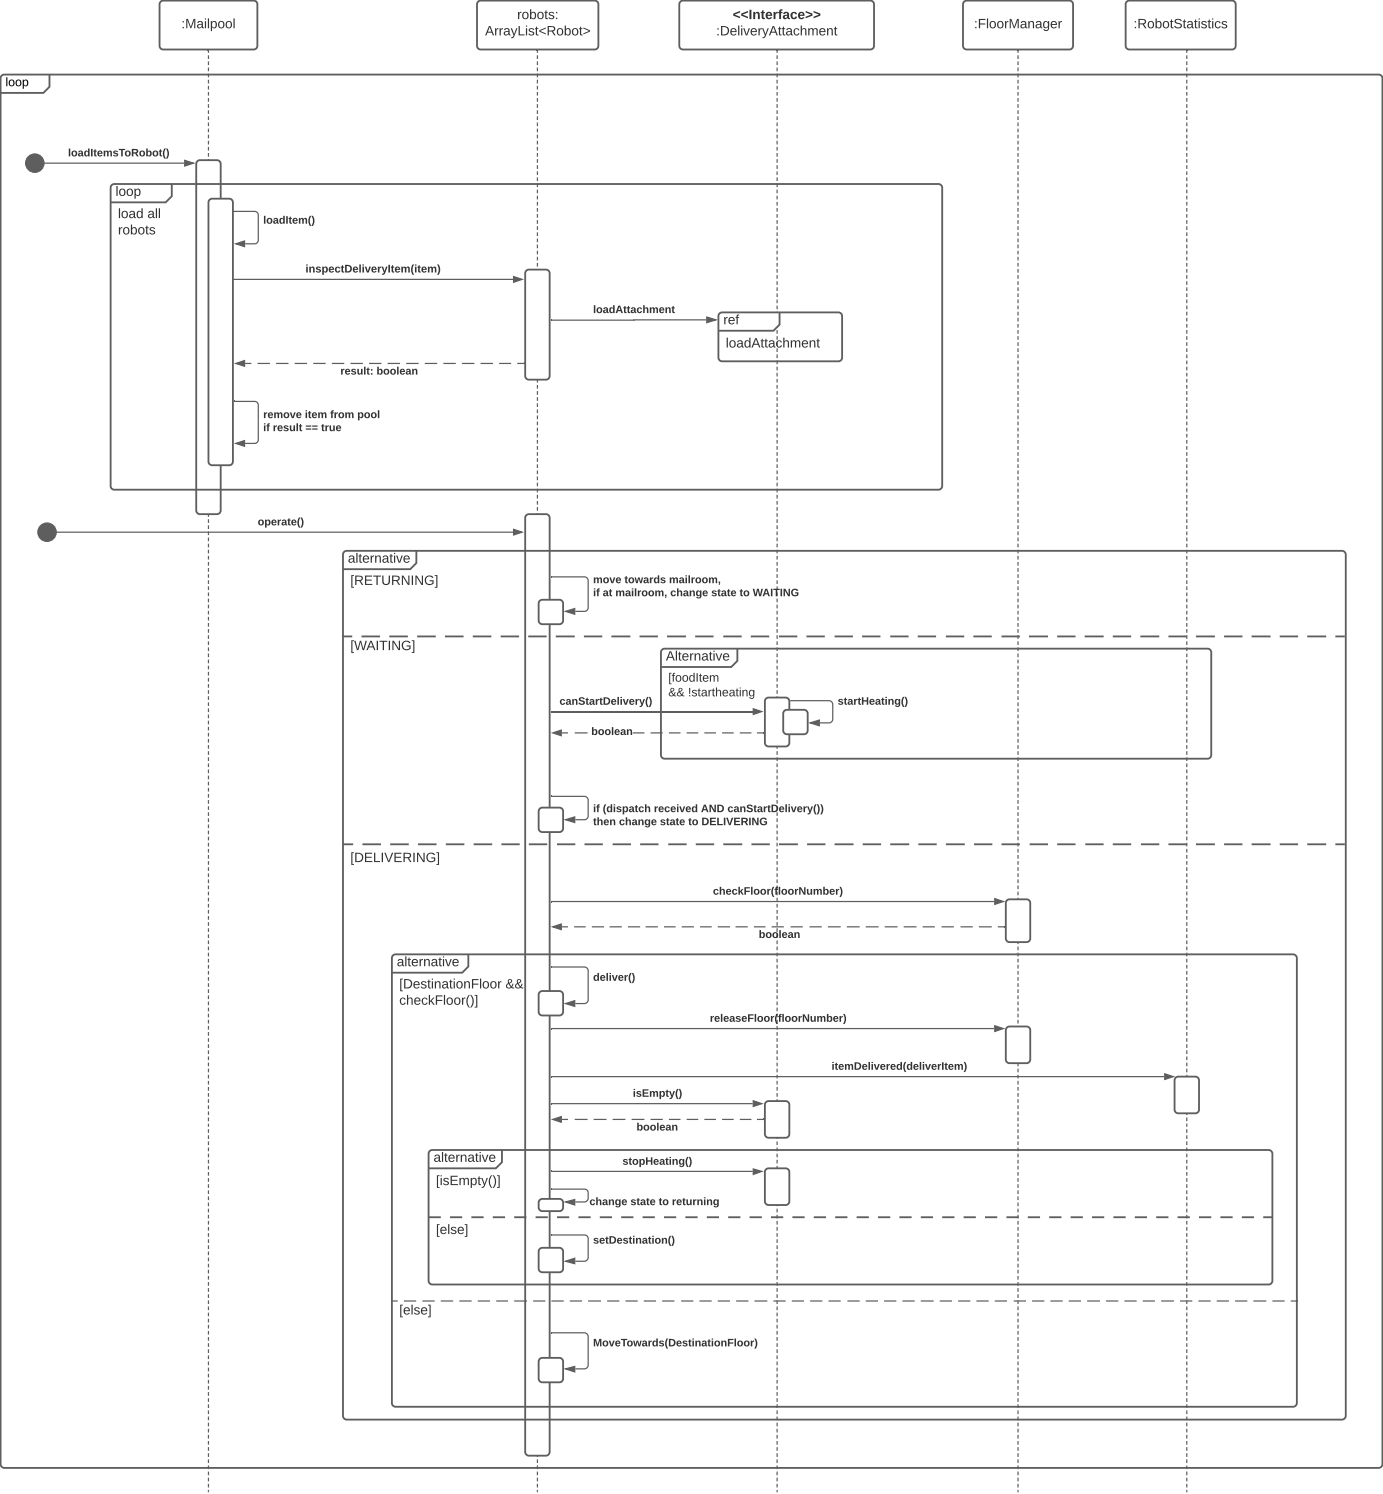 :Mailpool
robots:
ArrayList<Robot>
<<Interface>>
:DeliveryAttachment
:FloorManager
:RobotStatistics
loop
loadItemsToRobot()
loop
load all
robots
loadItem()
inspectDeliveryItem(item)
loadAttachment
ref
loadAttachment
result: boolean
remove item from pool
if result == true
operate()
alternative
[RETURNING]
move towards mailroom,
if at mailroom, change state to WAITING
[WAITING]
Alternative
[foodItem
&& !startheating
canStartDelivery()
startHeating()
boolean
if (dispatch received AND canStartDelivery())
then change state to DELIVERING
[DELIVERING]
checkFloor(floorNumber)
boolean
alternative
[DestinationFloor &&
checkFloor()]
deliver()
releaseFloor(floorNumber)
itemDelivered(deliverItem)
isEmpty()
boolean
alternative
[isEmpty()]
stopHeating()
change state to returning
[else]
setDestination()
[else]
MoveTowards(DestinationFloor)